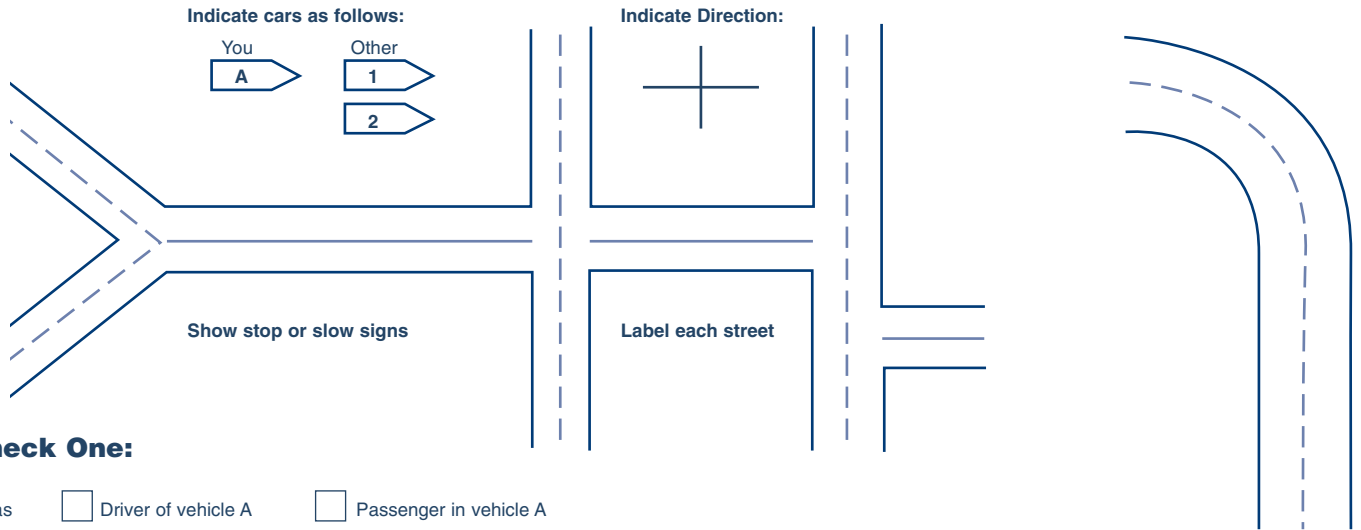 Indicate cars as follows:
Indicate Direction:
You
Other
A
1
2
Show stop or slow signs
Label each street
eck One:
as
Driver of vehicle A
Passenger in vehicle A